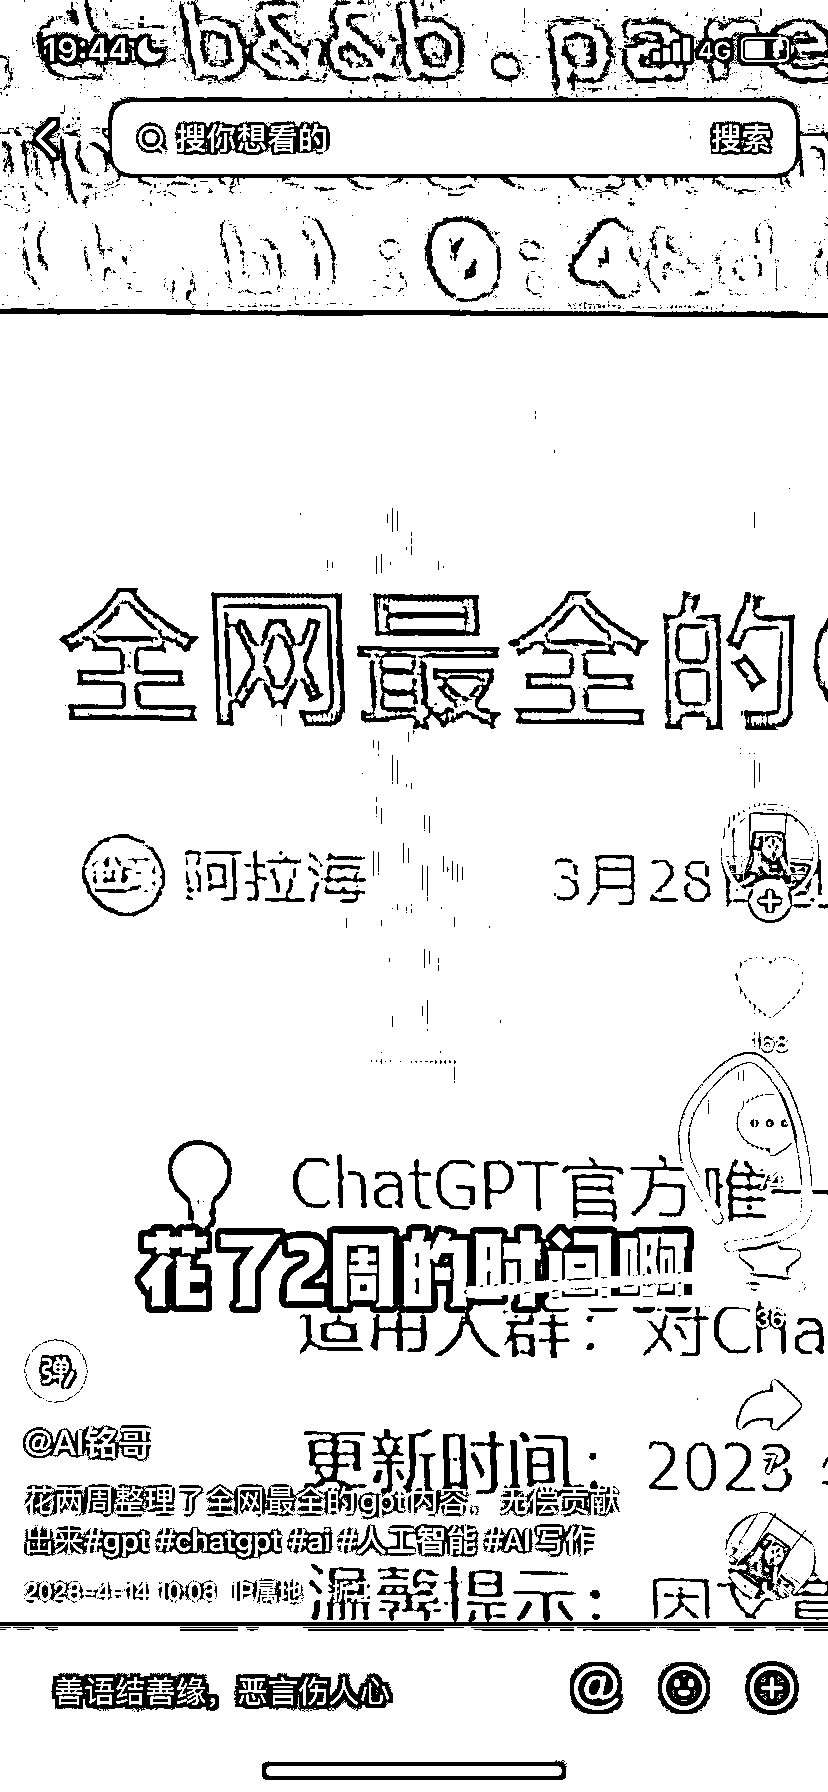 19:44
4G
d b&&b.pare
搜你想看的
搜索
全网最全的
阿拉海
3月28
168
ChatGPT官方唯一
花了2周的时间啊
适用人群：对Cha
36
弹
@AI铭哥
更新时间：2023
花两周整理了全网最全的gpt内容，无偿贡献
出来#gpt #chatgpt #ai #人工智能 #AI写作
2023-4-14 10:03 IP属地
温馨提示：因
善语结善缘，恶言伤人心